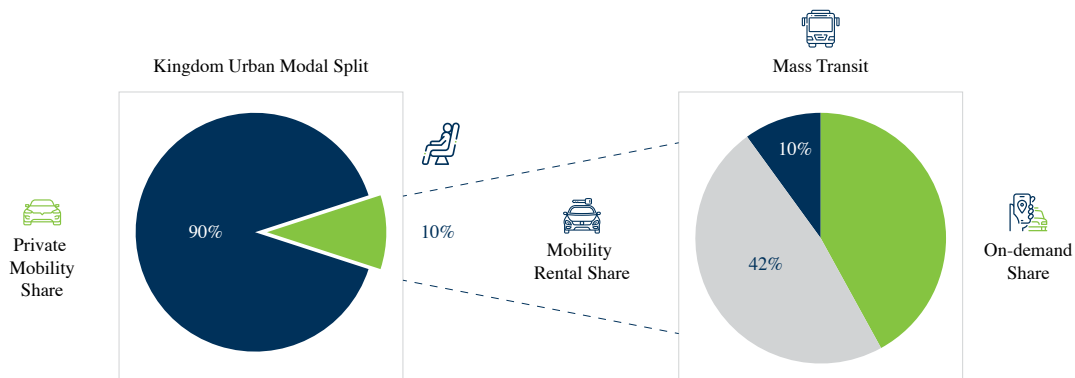 Kingdom Urban Modal Split
Mass Transit
Private
Mobility
Share
90%
10%
Mobility
Rental Share
10%
42%
On-demand
Share